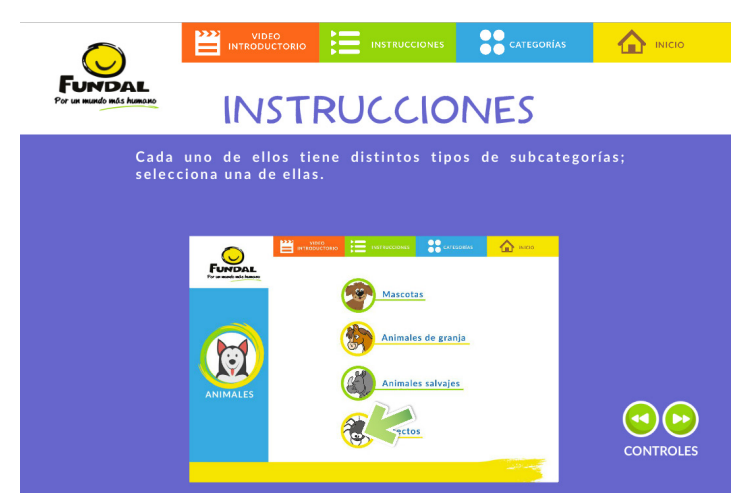 VIDEO
INTRODUCTORIO
INSTRUCCIONES
CATEGORÍAS
INICIO
FUNDAL
Por un mundo más humano
INSTRUCCIONES
Cada uno de ellos tiene distintos tipos de subcategorías;
selecciona una de ellas.
VIDEO
INTRODUCTORIO
INSTRUCCIONES
CATEGORÍAS
INICIO
FUNDAL
Por un mundo más humano
Mascotas
Animales de granja
Animales salvajes
ectos
ANIMALES
CONTROLES